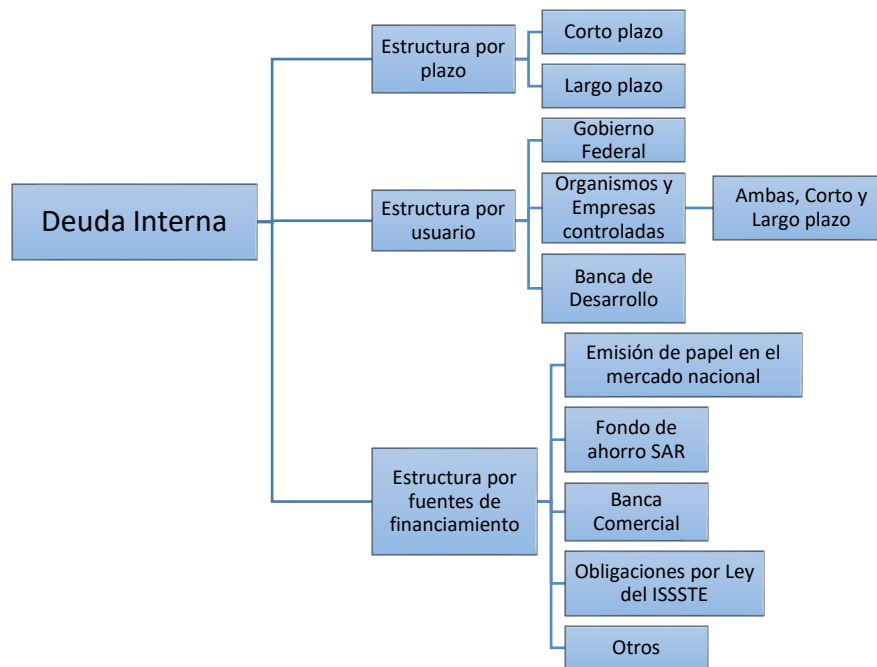 Deuda Interna
Estructura por
plazo
Corto plazo
Largo plazo
Estructura por
usuario
Gobierno
Federal
Organismos y
Empresas
controladas
Ambas, Corto y
Largo plazo
Banca de
Desarrollo
Estructura por
fuentes de
financiamiento
Emisión de papel en el
mercado nacional
Fondo de
ahorro SAR
Banca
Comercial
Obligaciones por Ley
del ISSSTE
Otros